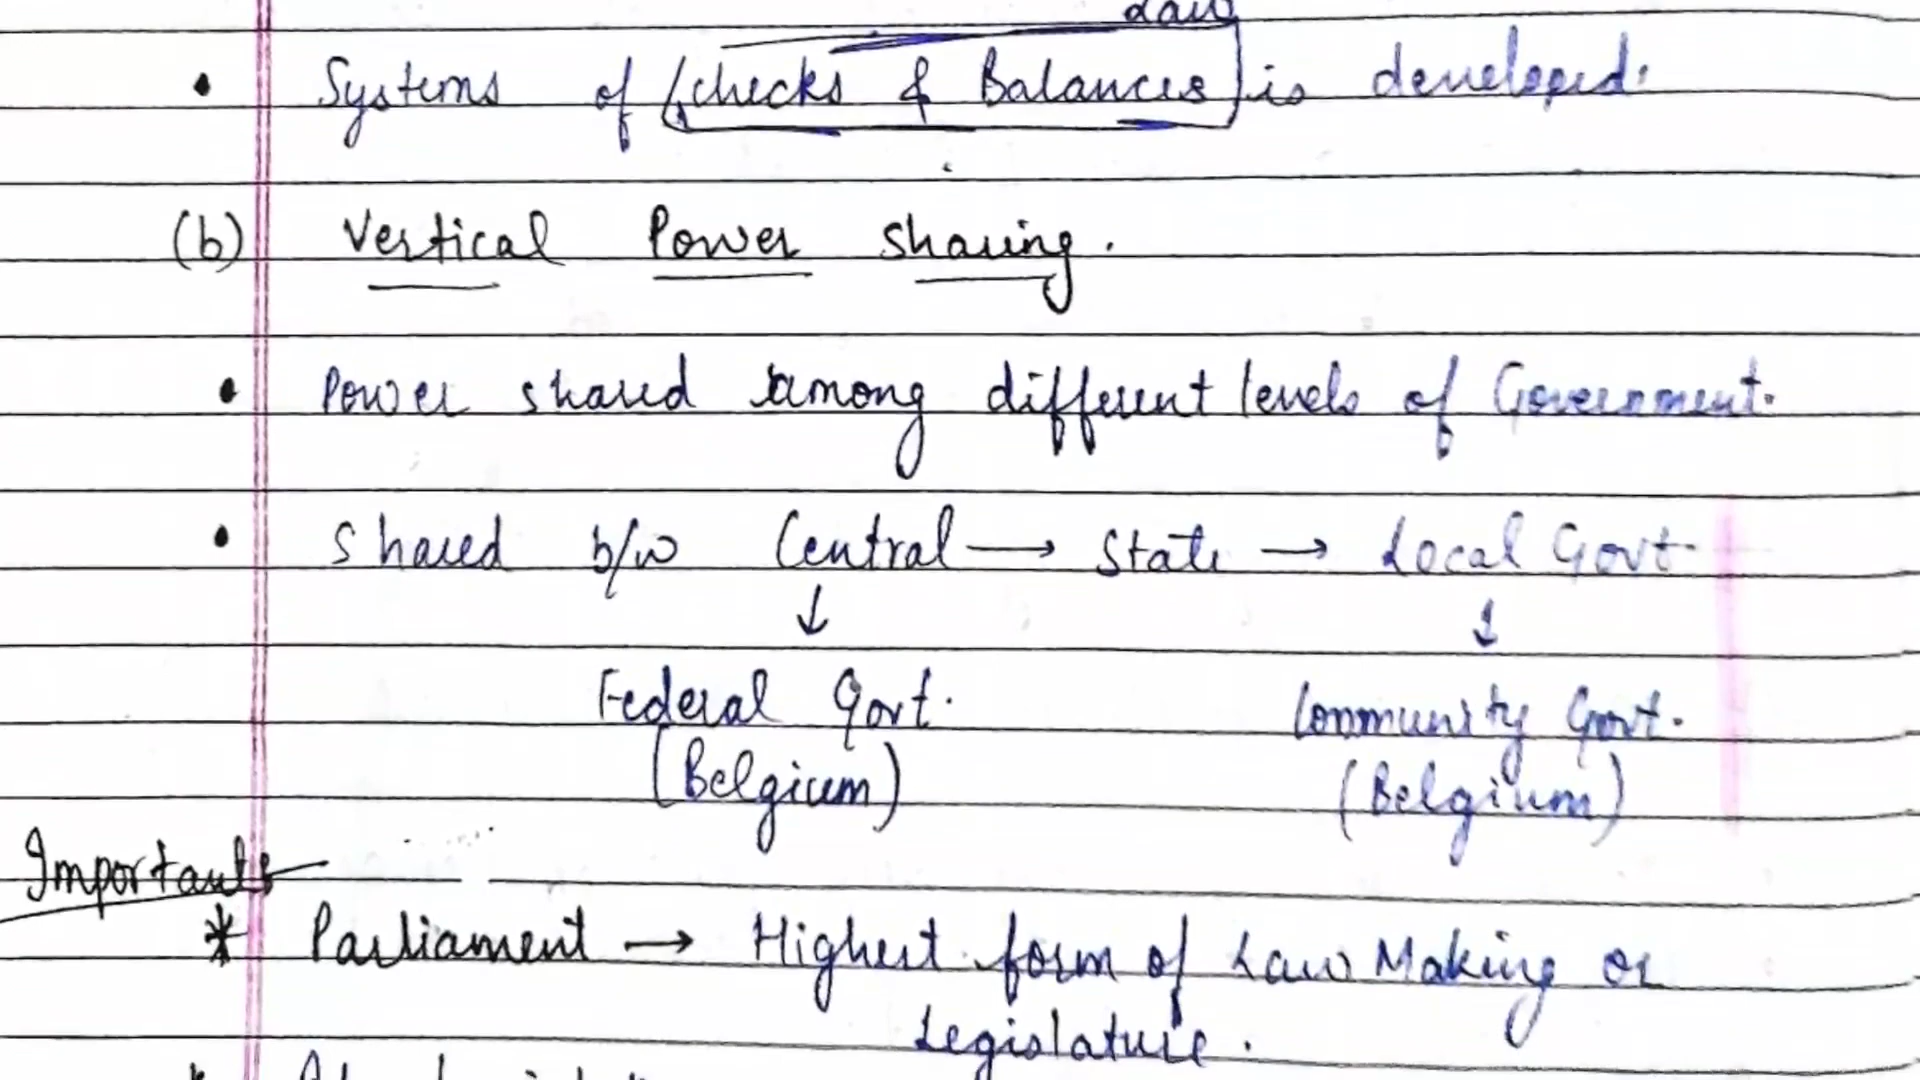 Law
• Systems of (checks & Balances) is developed.
(b) Vertical Power sharing.
• Power shared among different levels of Government.
• Shared b/w Central → State → Local Govt.
↓ ↓
Federal Govt. Community Govt.
(Belgium) (Belgium)
Important
* Parliament → Highest form of Law Making or
Legislature.